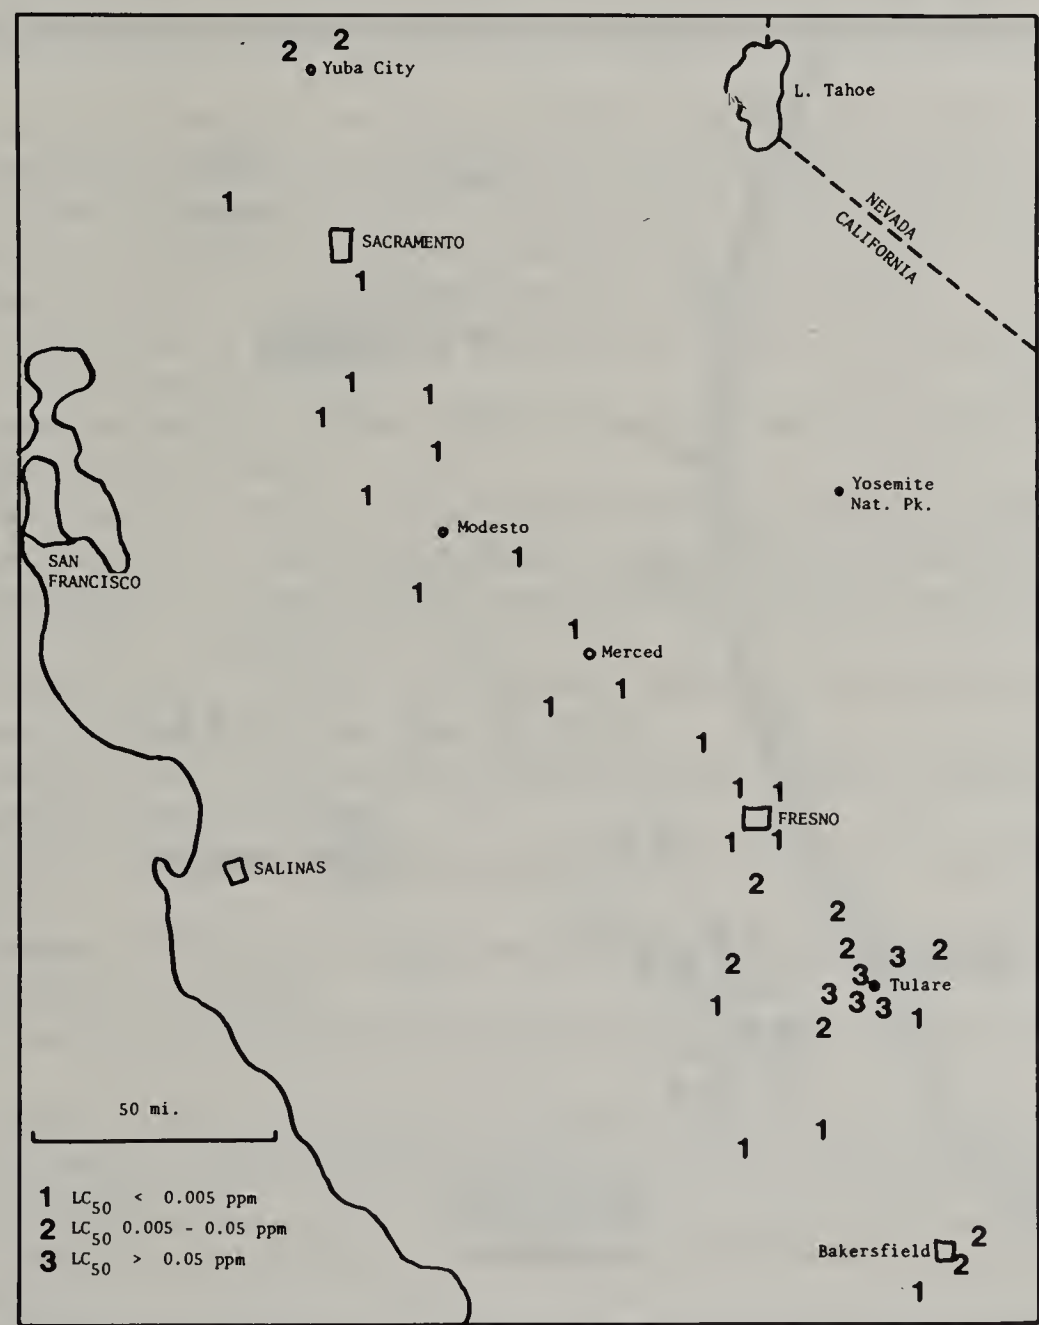 2 2
Yuba City
L. Tahoe
1
NEVADA
CALIFORNIA
SACRAMENTO
1
1 1
1
1
1
Yosemite
Nat. Pk.
Modesto
1
SAN
FRANCISCO
1
1
Merced
1
1
1
1 1
FRESNO
1 1
SALINAS
2
2
2 3 2
2
3
Tulare
3 3 3
1
1
2
50 mi.
1
1
1 LC50 < 0.005 ppm
2 LC50 0.005 - 0.05 ppm
3 LC50 > 0.05 ppm
2
Bakersfield
2
1